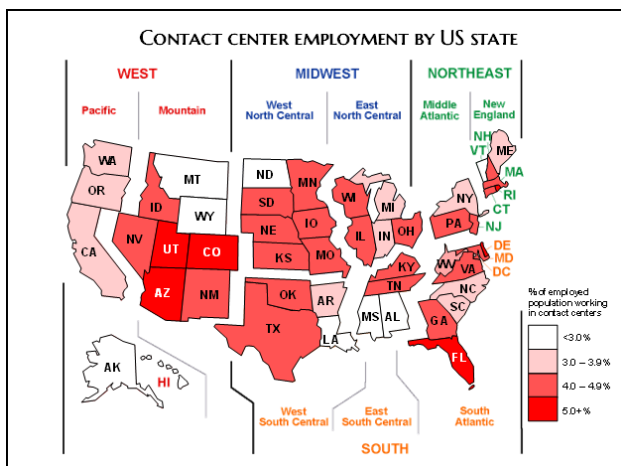 CONTACT CENTER EMPLOYMENT BY US STATE
WEST
MIDWEST
NORTHEAST
Pacific
Mountain
West
North Central
East
North Central
Middle
Atlantic
New
England
NH
VT
ME
MA
RI
CT
NJ
DE
MD
DC
WA
OR
CA
NV
ID
MT
WY
UT
CO
AZ
NM
ND
SD
NE
KS
MN
IO
MO
WI
IL
MI
IN
OH
NY
PA
OK
TX
AR
LA
KY
TN
MS
AL
WV
VA
NC
SC
GA
FL
AK
HI
% of employed
population working
in contact centers
<3.0%
3.0 – 3.9%
4.0 – 4.9%
5.0+ %
West
South Central
East
South Central
South
Atlantic
SOUTH